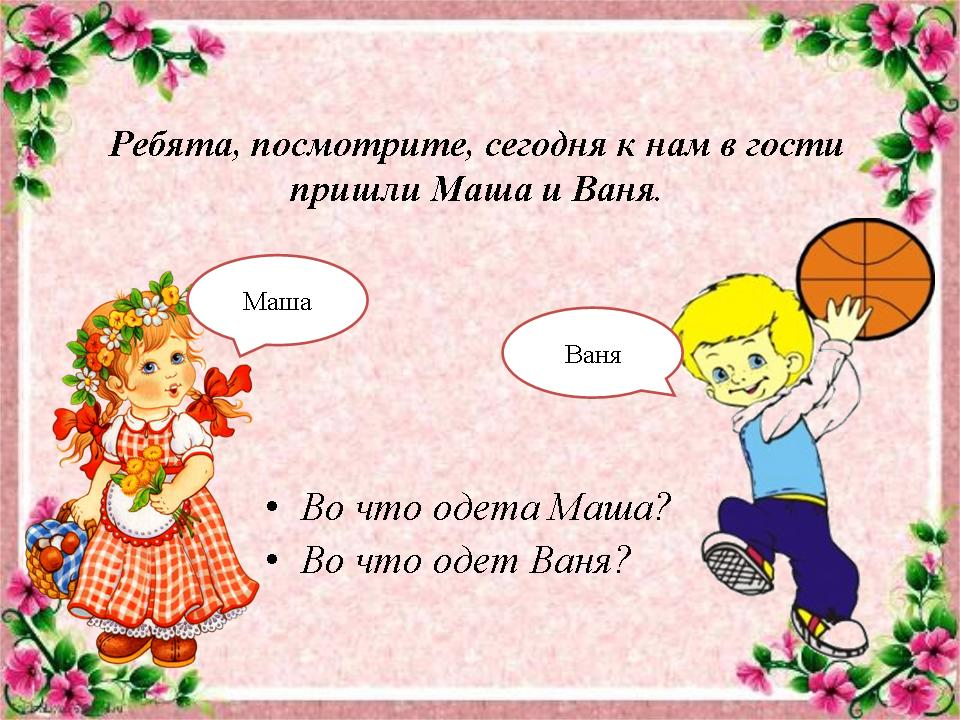 Ребята, посмотрите, сегодня к нам в гости
пришли Маша и Ваня.
Маша
Ваня
• Во что одета Маша?
• Во что одет Ваня?